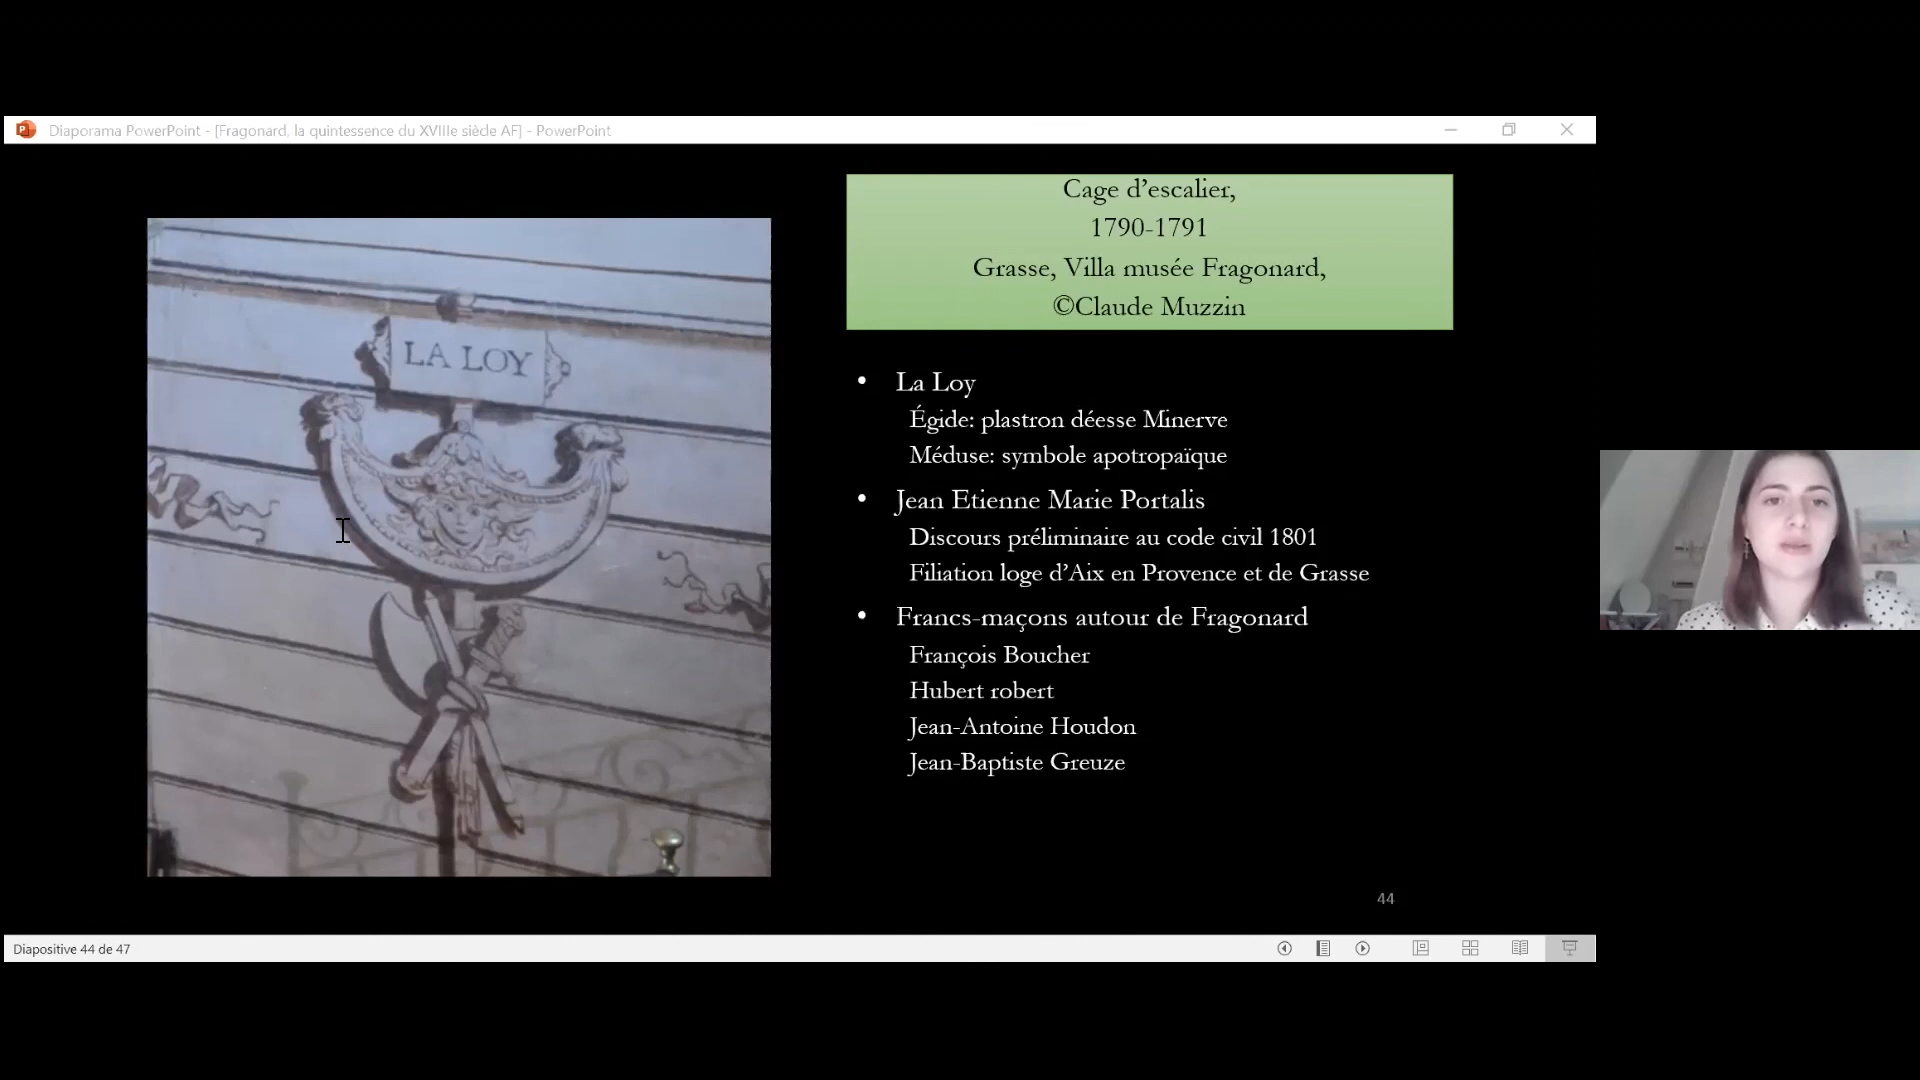 Diaporama PowerPoint - [Fragonard, la quintessence du XVIIIe siècle AF] - PowerPoint
LA LOY
Cage d'escalier,
1790-1791
Grasse, Villa musée Fragonard,
©Claude Muzzin
• La Loy
Égide: plastron déesse Minerve
Méduse: symbole apotropaïque
• Jean Etienne Marie Portalis
Discours préliminaire au code civil 1801
Filiation loge d'Aix en Provence et de Grasse
• Francs-maçons autour de Fragonard
François Boucher
Hubert robert
Jean-Antoine Houdon
Jean-Baptiste Greuze
44
Diapositive 44 de 47